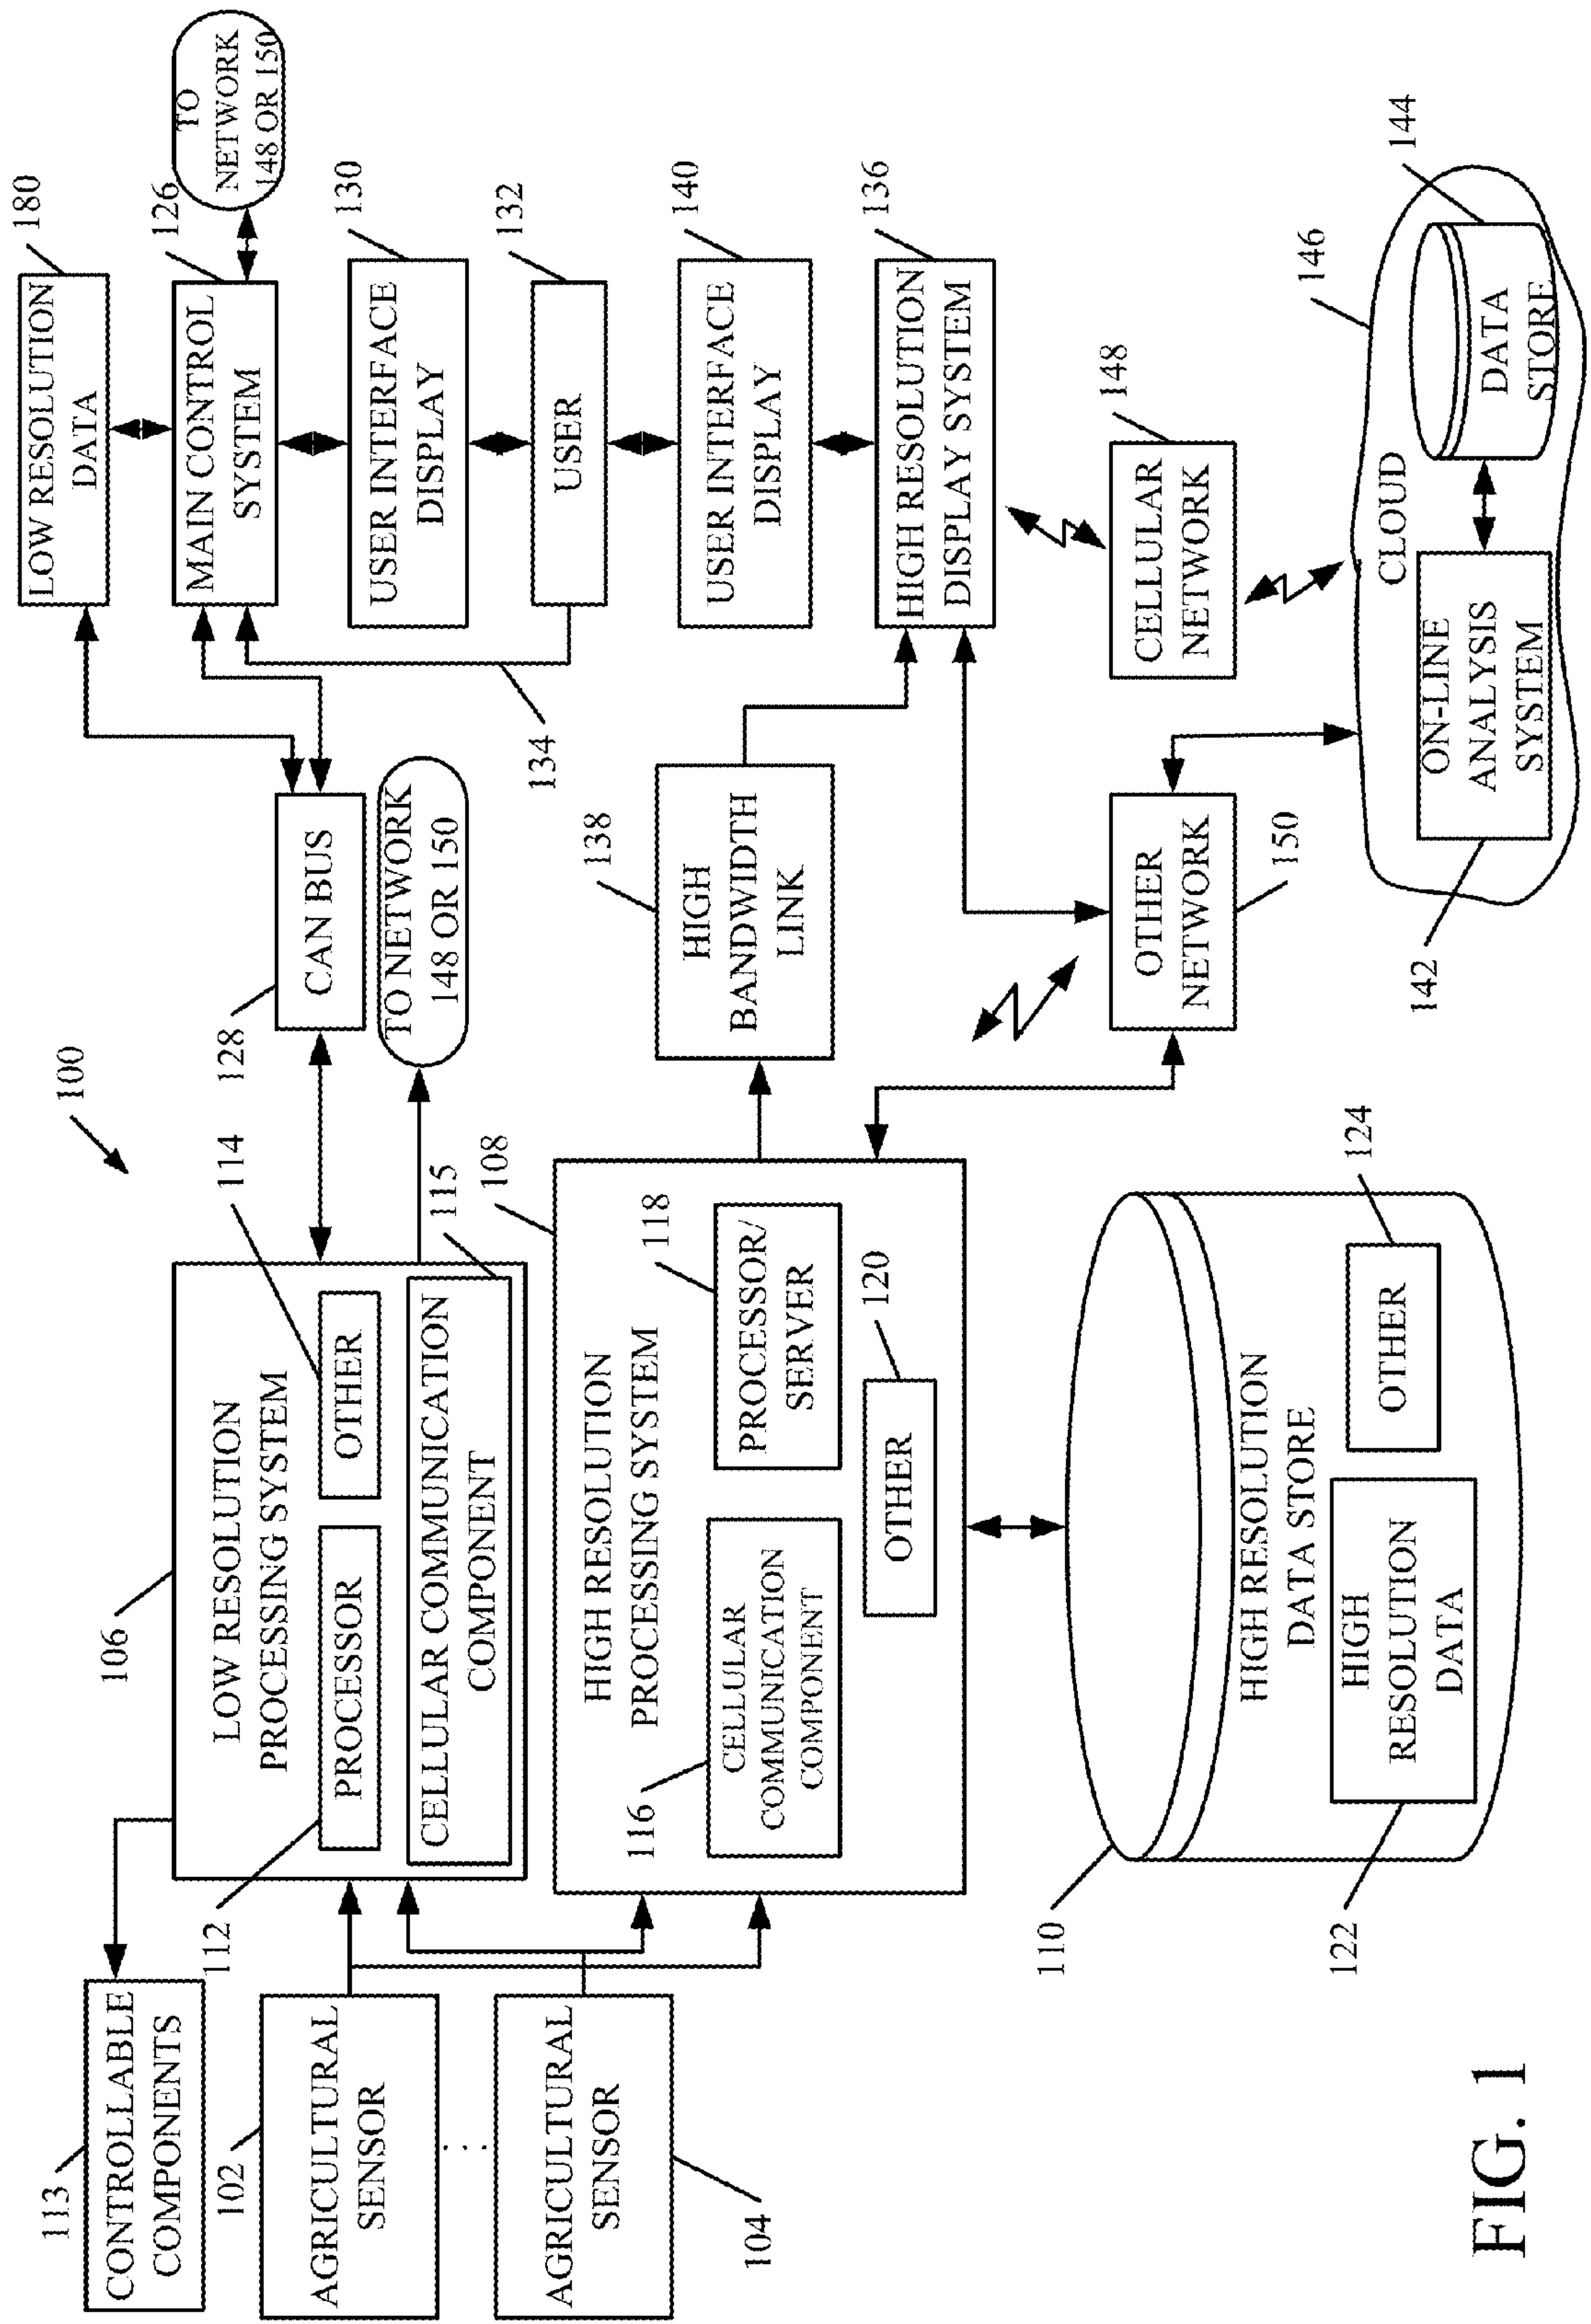 100
113
CONTROLLABLE
COMPONENTS
102
AGRICULTURAL
SENSOR
. . .
AGRICULTURAL
SENSOR
104
106
LOW RESOLUTION
PROCESSING SYSTEM
112
PROCESSOR
OTHER
114
CELLULAR COMMUNICATION
COMPONENT
115
108
HIGH RESOLUTION
PROCESSING SYSTEM
116
CELLULAR
COMMUNICATION
COMPONENT
PROCESSOR/
SERVER
118
OTHER
120
110
HIGH RESOLUTION
DATA STORE
HIGH
RESOLUTION
DATA
122
OTHER
124
128
CAN BUS
TO NETWORK
148 OR 150
134
138
HIGH
BANDWIDTH
LINK
OTHER
NETWORK
150
LOW RESOLUTION
DATA
180
MAIN CONTROL
SYSTEM
126
TO
NETWORK
148 OR 150
USER INTERFACE
DISPLAY
130
USER
132
USER INTERFACE
DISPLAY
140
HIGH RESOLUTION
DISPLAY SYSTEM
136
CELLULAR
NETWORK
148
146
CLOUD
ON-LINE
ANALYSIS
SYSTEM
142
DATA
STORE
144
FIG. 1